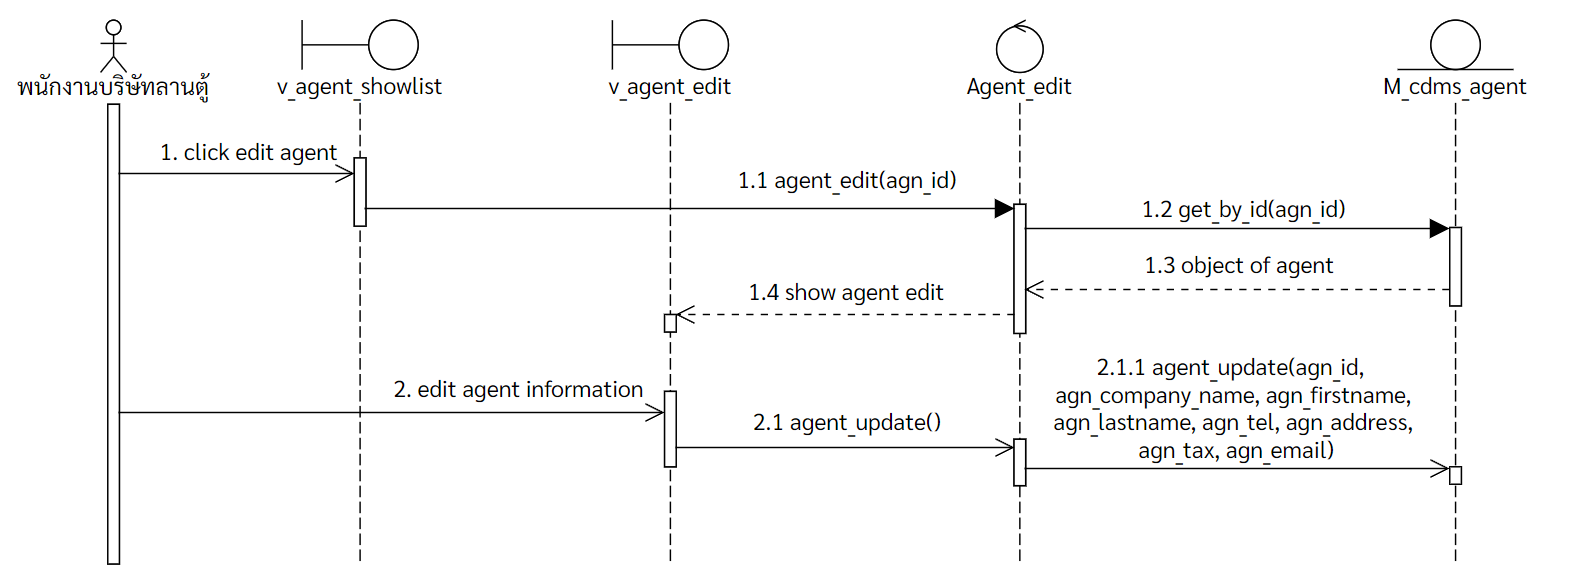 พนักงานบริษัทลานตู้
v_agent_showlist
v_agent_edit
Agent_edit
M_cdms_agent
1. click edit agent
1.1 agent_edit(agn_id)
1.2 get_by_id(agn_id)
1.3 object of agent
1.4 show agent edit
2. edit agent information
2.1 agent_update()
2.1.1 agent_update(agn_id,
agn_company_name, agn_firstname,
agn_lastname, agn_tel, agn_address,
agn_tax, agn_email)